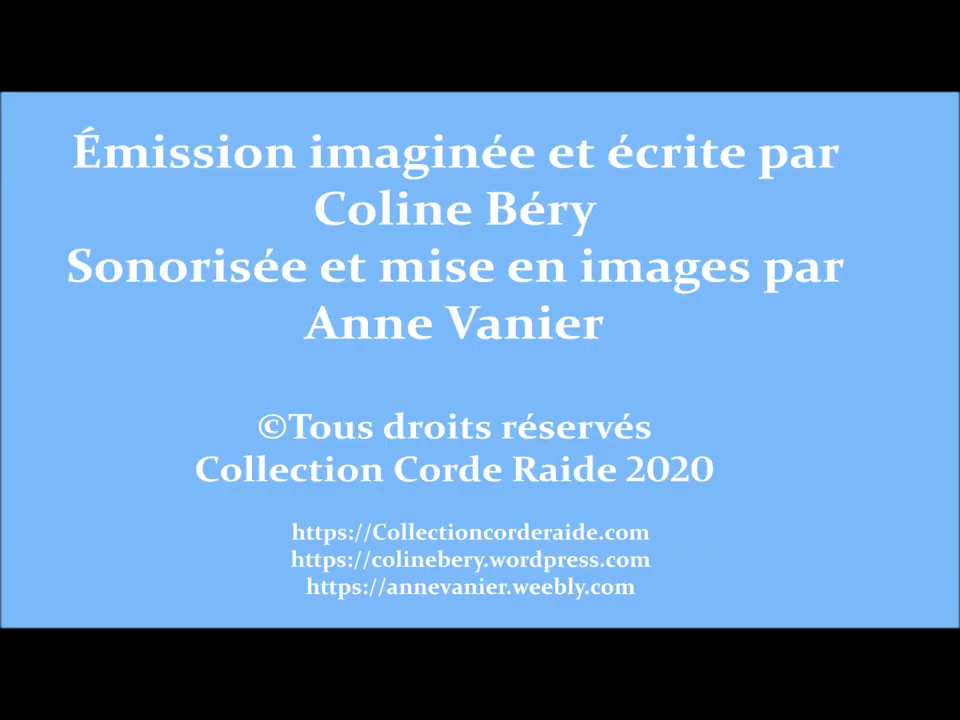 Émission imaginée et écrite par
Coline Béry
Sonorisée et mise en images par
Anne Vanier
©Tous droits réservés
Collection Corde Raide 2020
https://Collectioncorderaide.com
https://colinebery.wordpress.com
https://annevanier.weebly.com